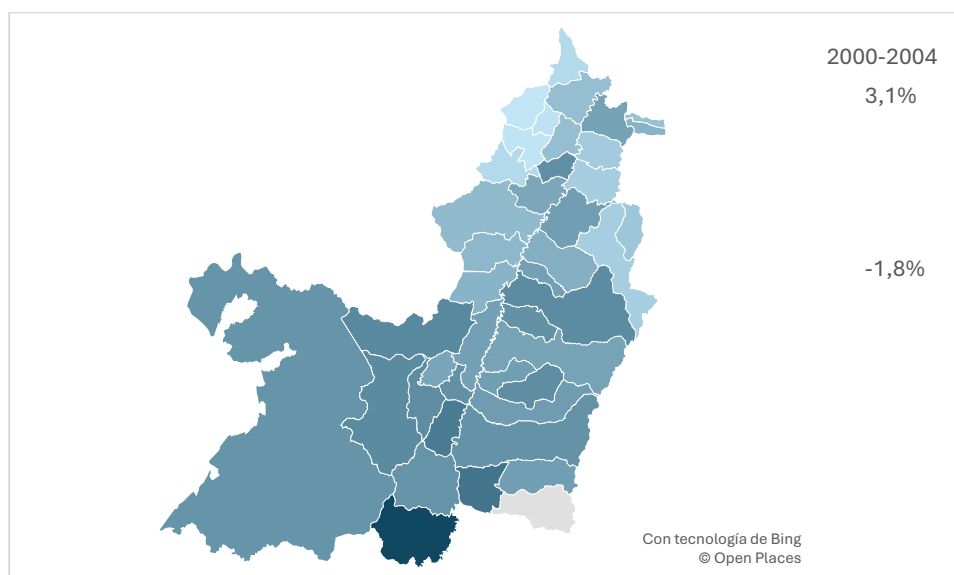 2000-2004
3,1%
-1,8%
Con tecnología de Bing
© Open Places